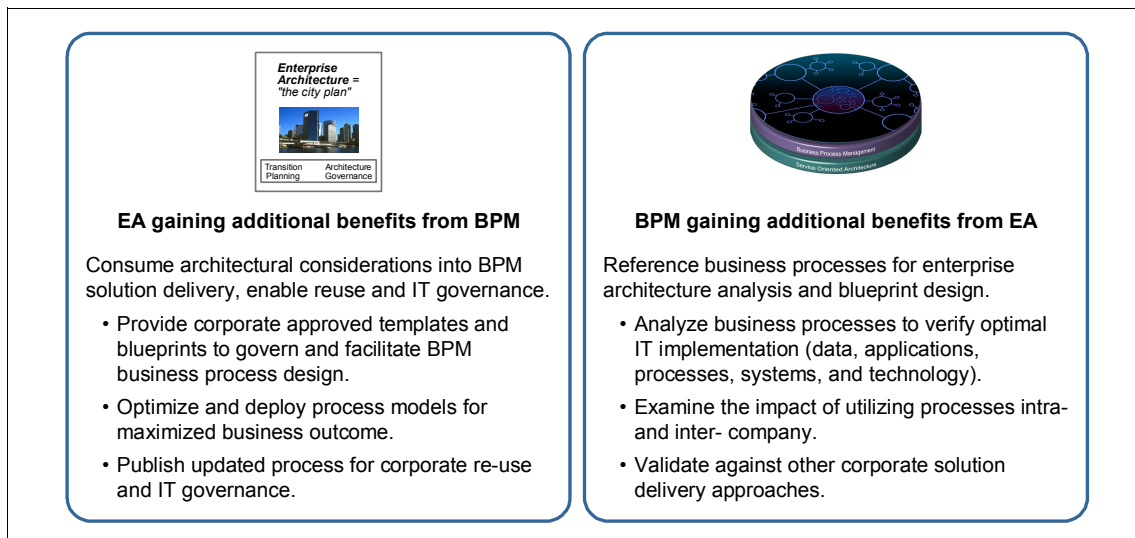 Enterprise
Architecture =
"the city plan"
Transition Planning
Architecture Governance
EA gaining additional benefits from BPM
Consume architectural considerations into BPM
solution delivery, enable reuse and IT governance.
• Provide corporate approved templates and
blueprints to govern and facilitate BPM
business process design.
• Optimize and deploy process models for
maximized business outcome.
• Publish updated process for corporate re-use
and IT governance.
Business Process Management
Service Oriented Architecture
BPM gaining additional benefits from EA
Reference business processes for enterprise
architecture analysis and blueprint design.
• Analyze business processes to verify optimal
IT implementation (data, applications,
processes, systems, and technology).
• Examine the impact of utilizing processes intra-
and inter- company.
• Validate against other corporate solution
delivery approaches.